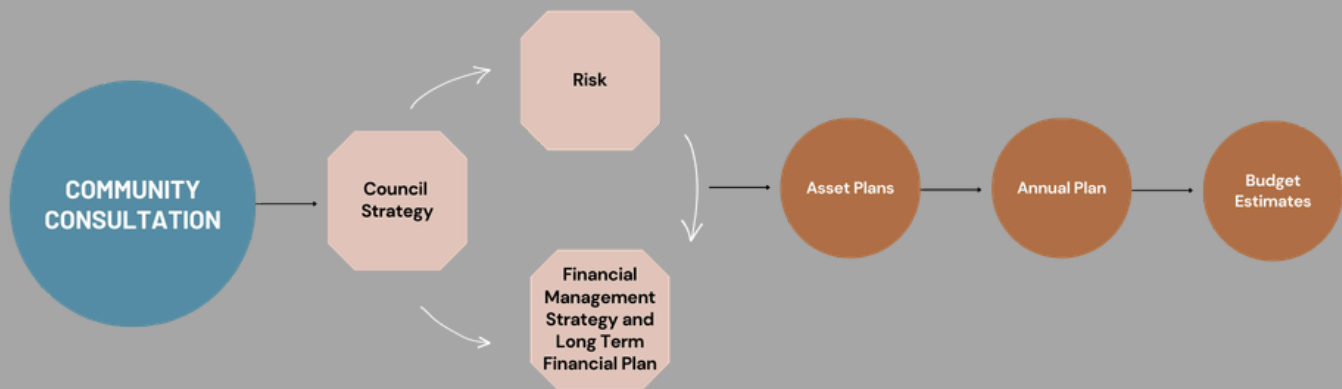 COMMUNITY
CONSULTATION
Council
Strategy
Risk
Financial
Management
Strategy and
Long Term
Financial Plan
Asset Plans
Annual Plan
Budget
Estimates